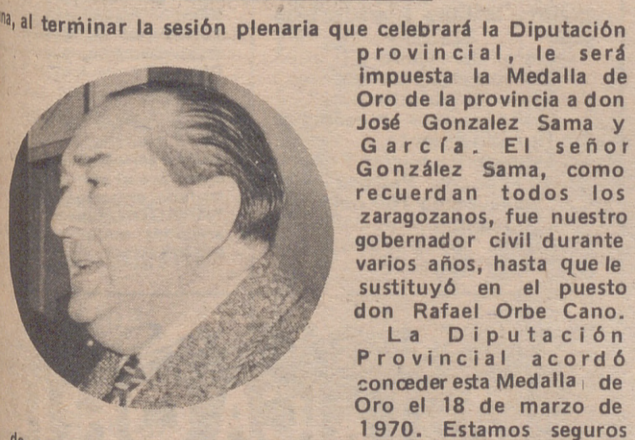 na, al terminar la sesión plenaria que celebrará la Diputación
provincial, le será
impuesta la Medalla de
Oro de la provincia a don
José Gonzalez Sama y
García. El señor
González Sama, como
recuerdan todos los
zaragozanos, fue nuestro
gobernador civil durante
varios años, hasta que le
sustituyó en el puesto
don Rafael Orbe Cano.
La Diputación
Provincial acordó
conceder esta Medalla de
Oro el 18 de marzo de
1970. Estamos seguros
de